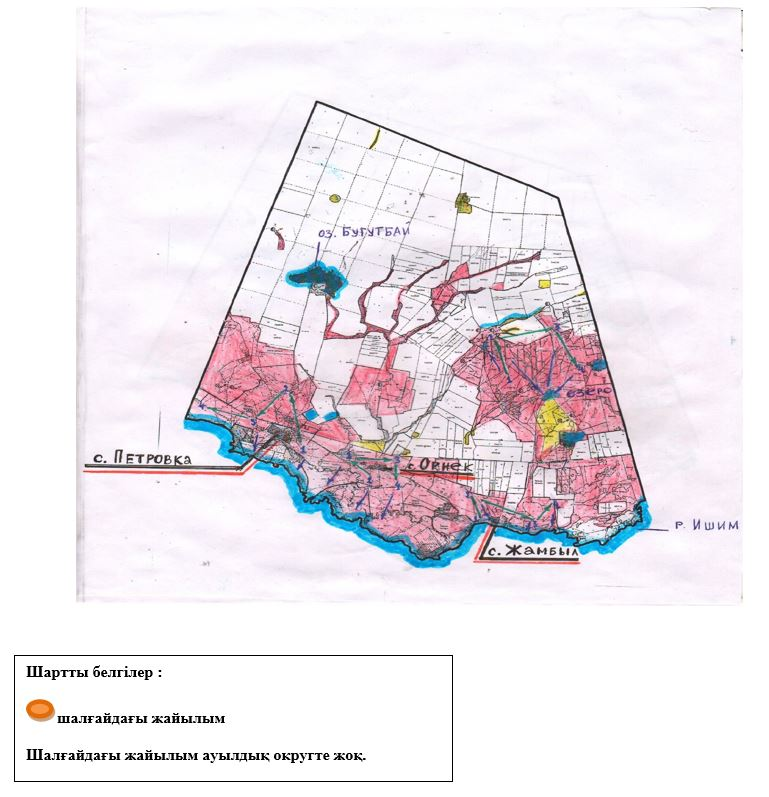 оз. БУГУТБАЙ
ОЗЕРО
с. ПЕТРОВКА
с. ОРНЕК
р. ИШИМ
с. ЖАМБЫЛ
Шартты белгілер :
шалғайдағы жайылым
Шалғайдағы жайылым ауылдық округте жоқ.